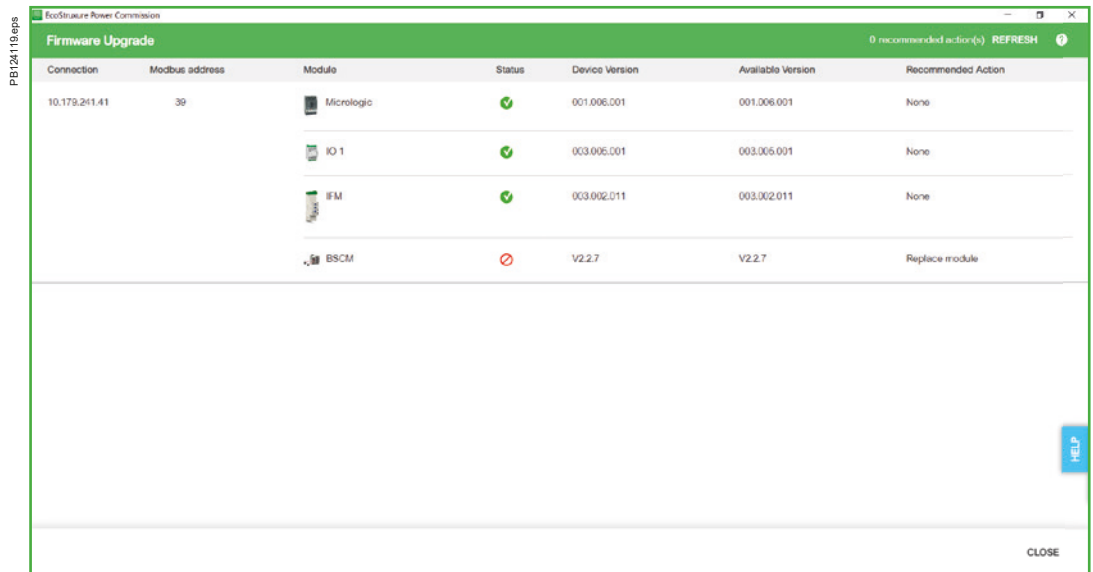 PB124119.eps
EcoStruxure Power Commission
Firmware Upgrade
0 recommended action(s) REFRESH ?
Connection Modbus address Module Status Device Version Available Version Recommended Action
10.179.241.41 39 Micrologic 001.006.001 001.006.001 None
IO 1 003.005.001 003.005.001 None
IFM 003.002.011 003.002.011 None
BSCM V2.2.7 V2.2.7 Replace module
HELP
CLOSE